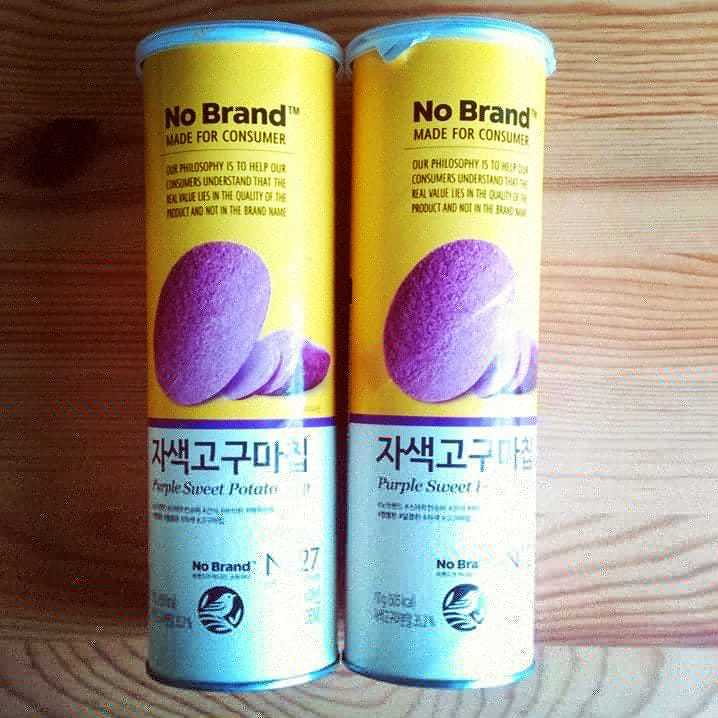 No Brand™
MADE FOR CONSUMER
OUR PHILOSOPHY IS TO HELP OUR
CONSUMERS UNDERSTAND THAT THE
REAL VALUE LIES IN THE QUALITY OF THE
PRODUCT AND NOT IN THE BRAND NAME
자색고구마칩
Purple Sweet Potato
No Brand
N 27
No Brand™
MADE FOR CONSUMER
OUR PHILOSOPHY IS TO HELP OUR
CONSUMERS UNDERSTAND THAT THE
REAL VALUE LIES IN THE QUALITY OF THE
PRODUCT AND NOT IN THE BRAND NAME
자색고구마칩
Purple Sweet
No Bra